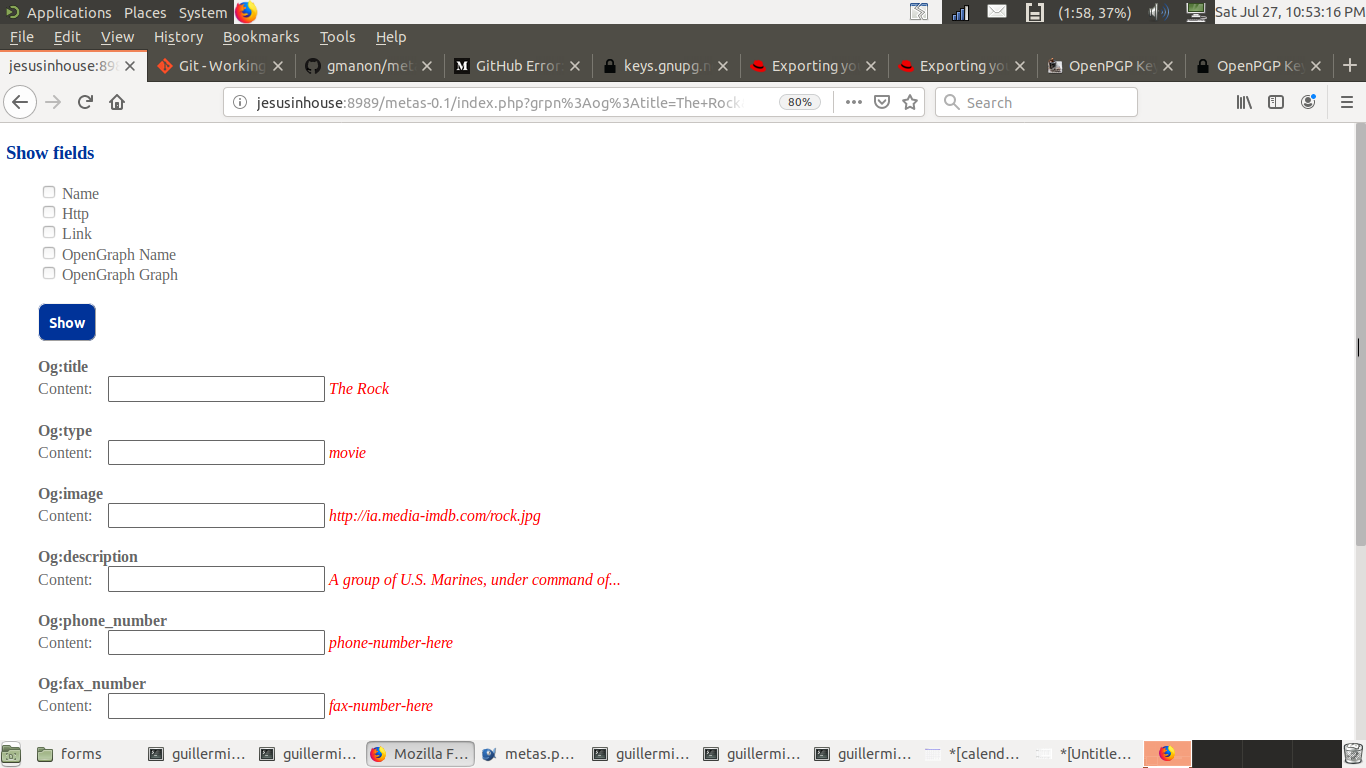 Applications Places System (1:58, 37%) Sat Jul 27, 10:53:16 PM
File Edit View History Bookmarks Tools Help
jesusinhouse:898 Git - Working gmanon/met GitHub Error keys.gnupg.n Exporting yo Exporting yo OpenPGP Key OpenPGP Key
jesusinhouse:8989/metas-0.1/index.php?grpn%3Aog%3Atitle=The+Rock 80% Search
Show fields
Name
Http
Link
OpenGraph Name
OpenGraph Graph
Show
Og:title
Content: The Rock
Og:type
Content: movie
Og:image
Content: http://ia.media-imdb.com/rock.jpg
Og:description
Content: A group of U.S. Marines, under command of...
Og:phone_number
Content: phone-number-here
Og:fax_number
Content: fax-number-here
forms guillermi... guillermi... Mozilla F... metas.p... guillermi... guillermi... guillermi... *[calend... *[Untitle...